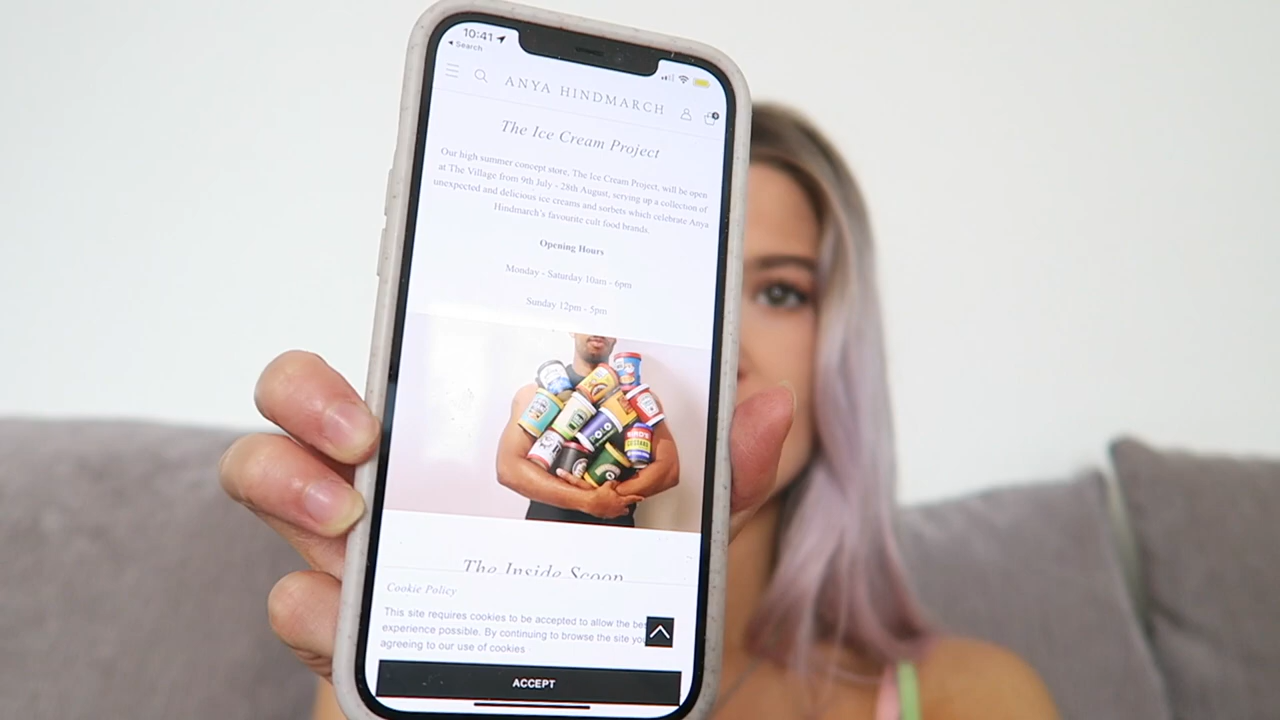 10:41
Search
ANYA HINDMARCH
The Ice Cream Project
Our high summer concept store, The Ice Cream Project, will be open
at The Village from 9th July - 28th August, serving up a collection of
unexpected and delicious ice creams and sorbets which celebrate Anya
Hindmarch's favourite cult food brands.
Opening Hours
Monday - Saturday 10am - 6pm
Sunday 12pm - 5pm
POLO
The Inside Scoop
Cookie Policy
This site requires cookies to be accepted to allow the
experience possible. By continuing to browse the site
agreeing to our use of cookies
ACCEPT